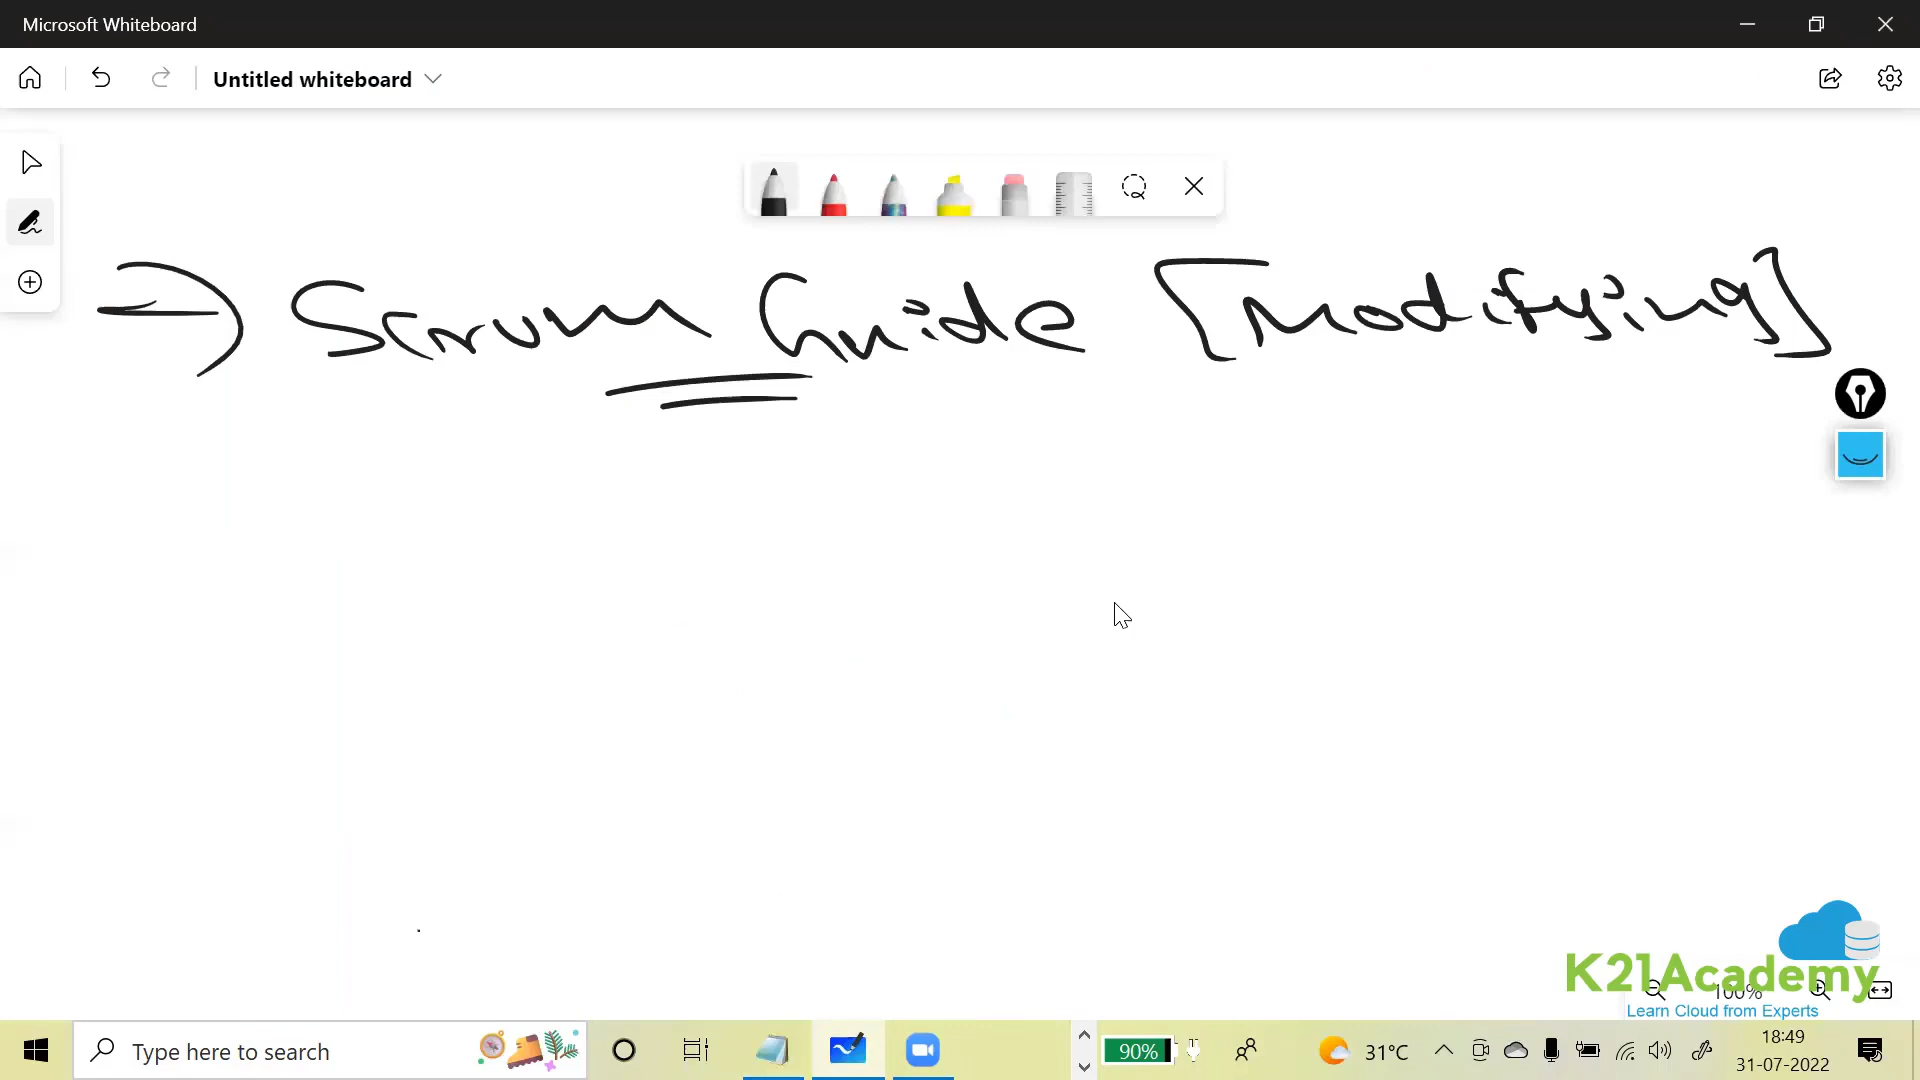 Microsoft Whiteboard
Untitled whiteboard
→ Scrum Guide [Modifying]
K21Academy
100%
Learn Cloud from Experts
Type here to search
90%
31°C
18:49
31-07-2022